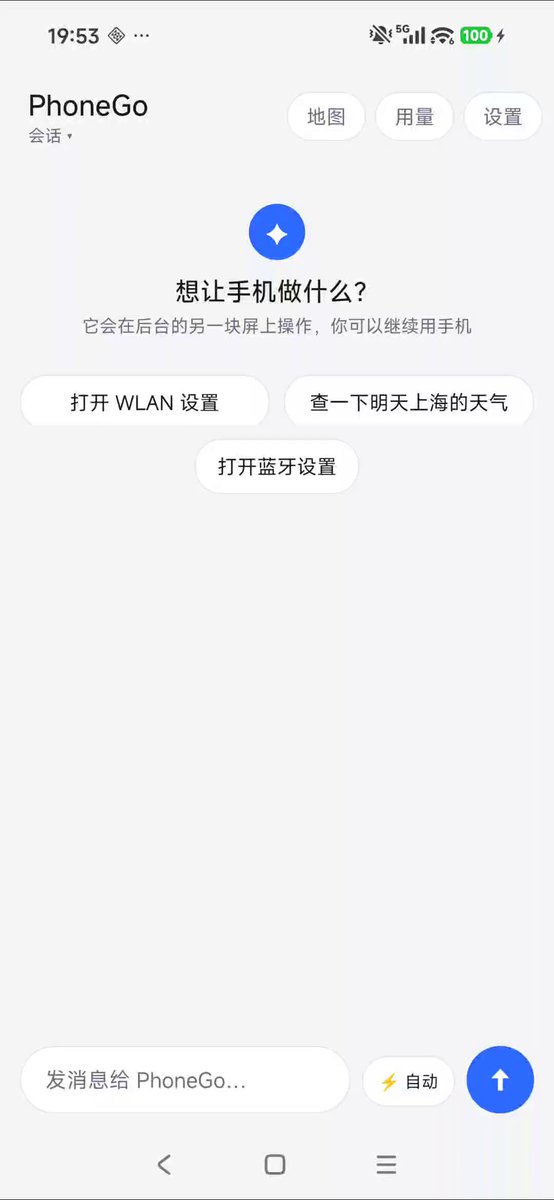 19:53 ...
5G 100
PhoneGo
会话 ▾
地图 用量 设置
想让手机做什么？
它会在后台的另一块屏上操作，你可以继续用手机
打开 WLAN 设置
查一下明天上海的天气
打开蓝牙设置
发消息给 PhoneGo...
⚡ 自动